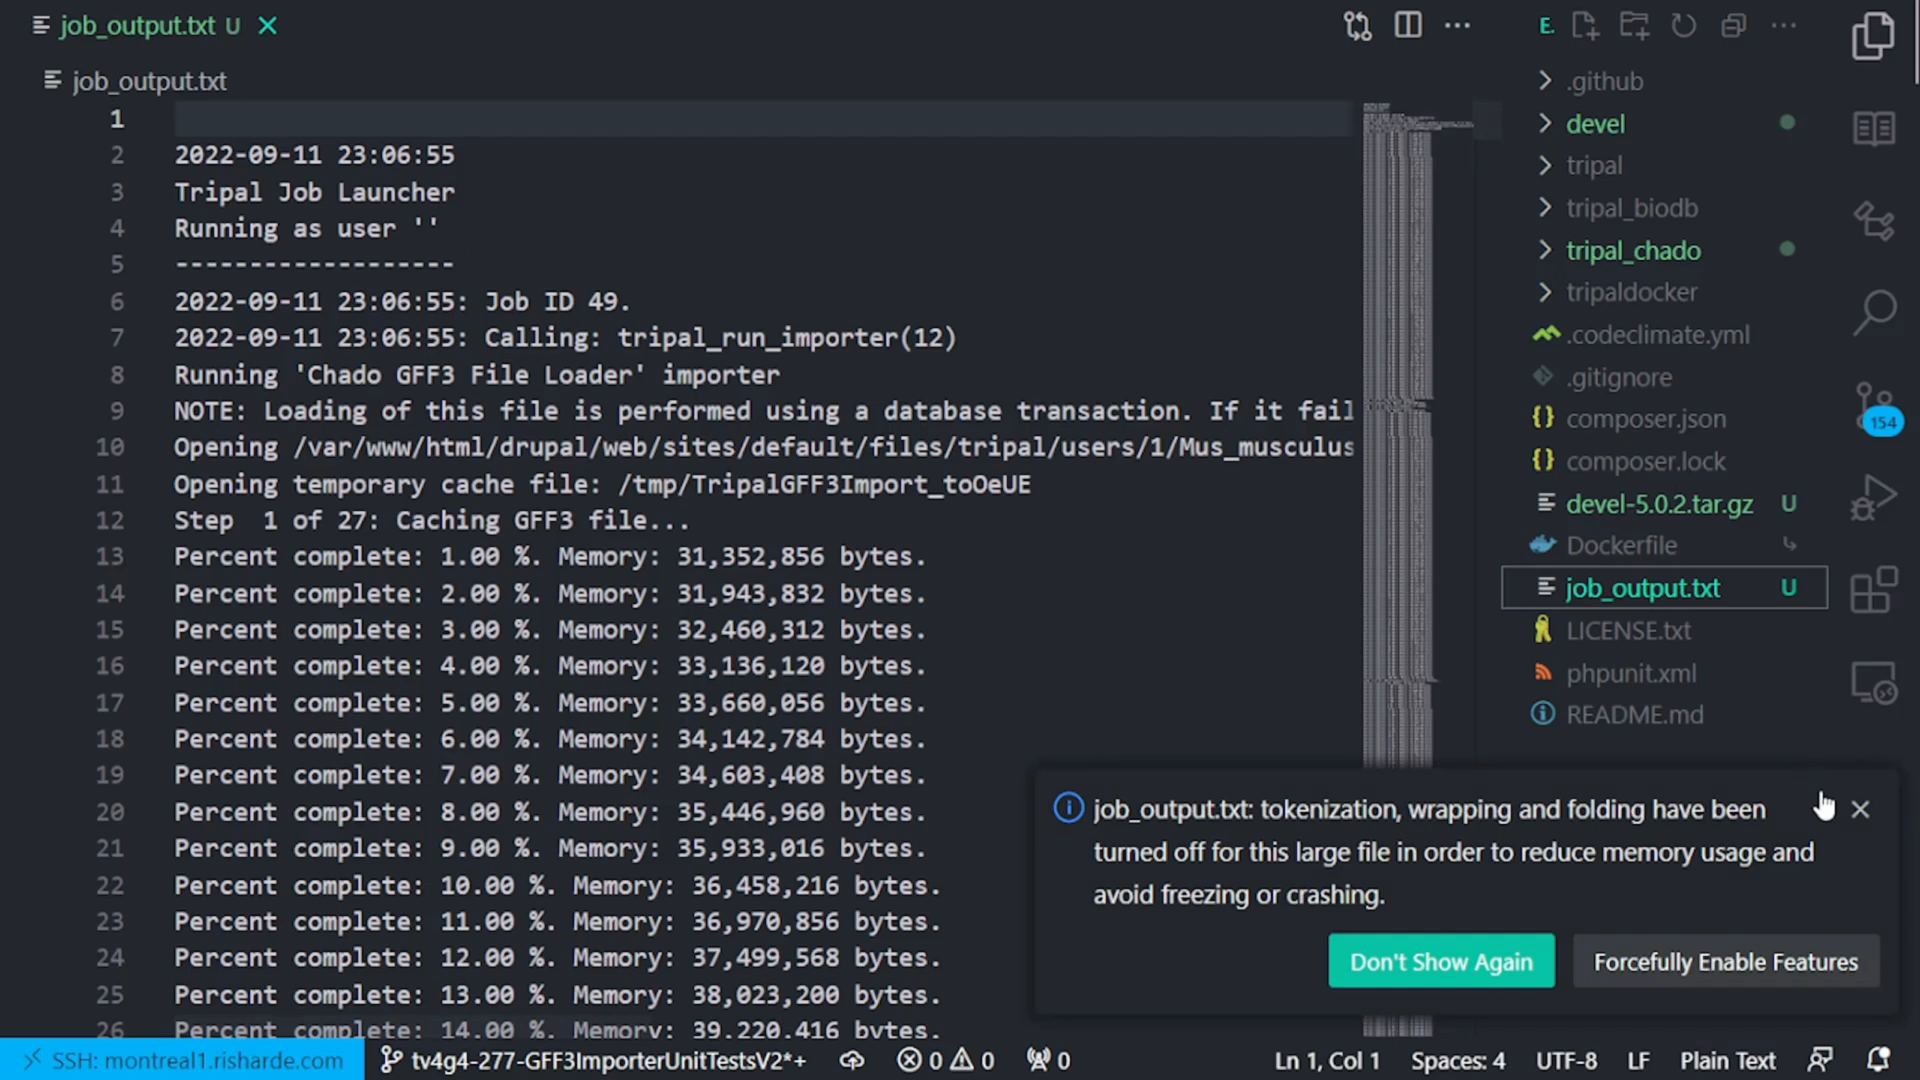 job_output.txt U
job_output.txt
1
2 2022-09-11 23:06:55
3 Tripal Job Launcher
4 Running as user ''
5 -------------------
6 2022-09-11 23:06:55: Job ID 49.
7 2022-09-11 23:06:55: Calling: tripal_run_importer(12)
8 Running 'Chado GFF3 File Loader' importer
9 NOTE: Loading of this file is performed using a database transaction. If it fail
10 Opening /var/www/html/drupal/web/sites/default/files/tripal/users/1/Mus_musculus
11 Opening temporary cache file: /tmp/TripalGFF3Import_toOeUE
12 Step  1 of 27: Caching GFF3 file...
13 Percent complete: 1.00 %. Memory: 31,352,856 bytes.
14 Percent complete: 2.00 %. Memory: 31,943,832 bytes.
15 Percent complete: 3.00 %. Memory: 32,460,312 bytes.
16 Percent complete: 4.00 %. Memory: 33,136,120 bytes.
17 Percent complete: 5.00 %. Memory: 33,660,056 bytes.
18 Percent complete: 6.00 %. Memory: 34,142,784 bytes.
19 Percent complete: 7.00 %. Memory: 34,603,408 bytes.
20 Percent complete: 8.00 %. Memory: 35,446,960 bytes.
21 Percent complete: 9.00 %. Memory: 35,933,016 bytes.
22 Percent complete: 10.00 %. Memory: 36,458,216 bytes.
23 Percent complete: 11.00 %. Memory: 36,970,856 bytes.
24 Percent complete: 12.00 %. Memory: 37,499,568 bytes.
25 Percent complete: 13.00 %. Memory: 38,023,200 bytes.
26 Percent complete: 14.00 %. Memory: 39,220,416 bytes.
E.
.github
devel
tripal
tripal_biodb
tripal_chado
tripaldocker
.codeclimate.yml
.gitignore
composer.json
composer.lock
devel-5.0.2.tar.gz U
Dockerfile
job_output.txt U
LICENSE.txt
phpunit.xml
README.md
154
job_output.txt: tokenization, wrapping and folding have been
turned off for this large file in order to reduce memory usage and
avoid freezing or crashing.
Don't Show Again
Forcefully Enable Features
SSH: montreal1.risharde.com tv4g4-277-GFF3ImporterUnitTestsV2*+ 0 0 0 Ln 1, Col 1 Spaces: 4 UTF-8 LF Plain Text